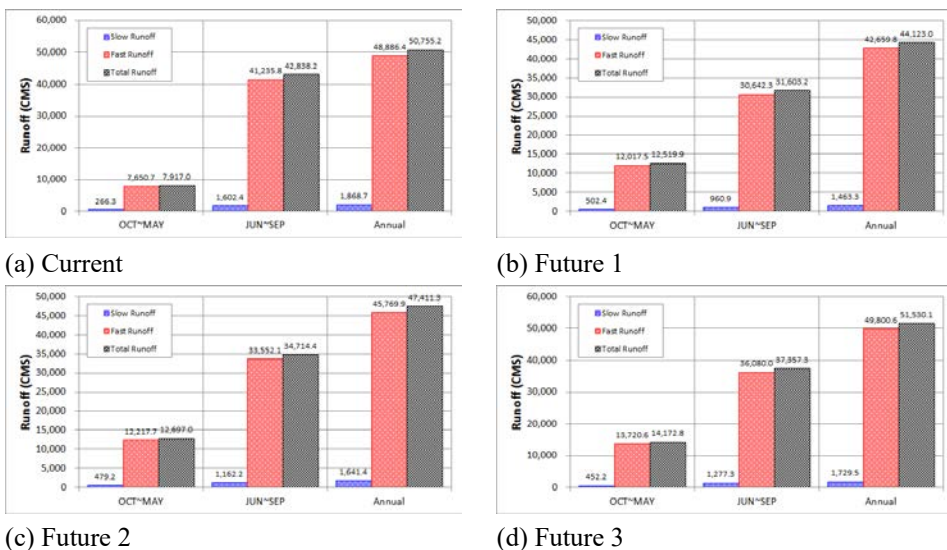 60,000
50,000
40,000
30,000
20,000
10,000
0
Runoff (CMS)
Slow Runoff
Fast Runoff
Total Runoff
266.3
7,650.7
7,917.0
1,602.4
41,235.8
42,838.2
1,868.7
48,886.4
50,755.2
OCT~MAY
JUN~SEP
Annual
(a) Current
50,000
45,000
40,000
35,000
30,000
25,000
20,000
15,000
10,000
5,000
0
Runoff (CMS)
Slow Runoff
Fast Runoff
Total Runoff
502.4
12,017.5
12,519.9
960.9
30,642.3
31,603.2
1,463.3
42,659.8
44,123.0
OCT~MAY
JUN~SEP
Annual
(b) Future 1
50,000
45,000
40,000
35,000
30,000
25,000
20,000
15,000
10,000
5,000
0
Runoff (CMS)
Slow Runoff
Fast Runoff
Total Runoff
479.2
12,217.7
12,697.0
1,162.2
33,552.1
34,714.4
1,641.4
45,769.9
47,411.3
OCT~MAY
JUN~SEP
Annual
(c) Future 2
60,000
50,000
40,000
30,000
20,000
10,000
0
Runoff (CMS)
Slow Runoff
Fast Runoff
Total Runoff
452.2
13,720.6
14,172.8
1,277.3
36,080.0
37,357.3
1,729.5
49,800.6
51,530.1
OCT~MAY
JUN~SEP
Annual
(d) Future 3